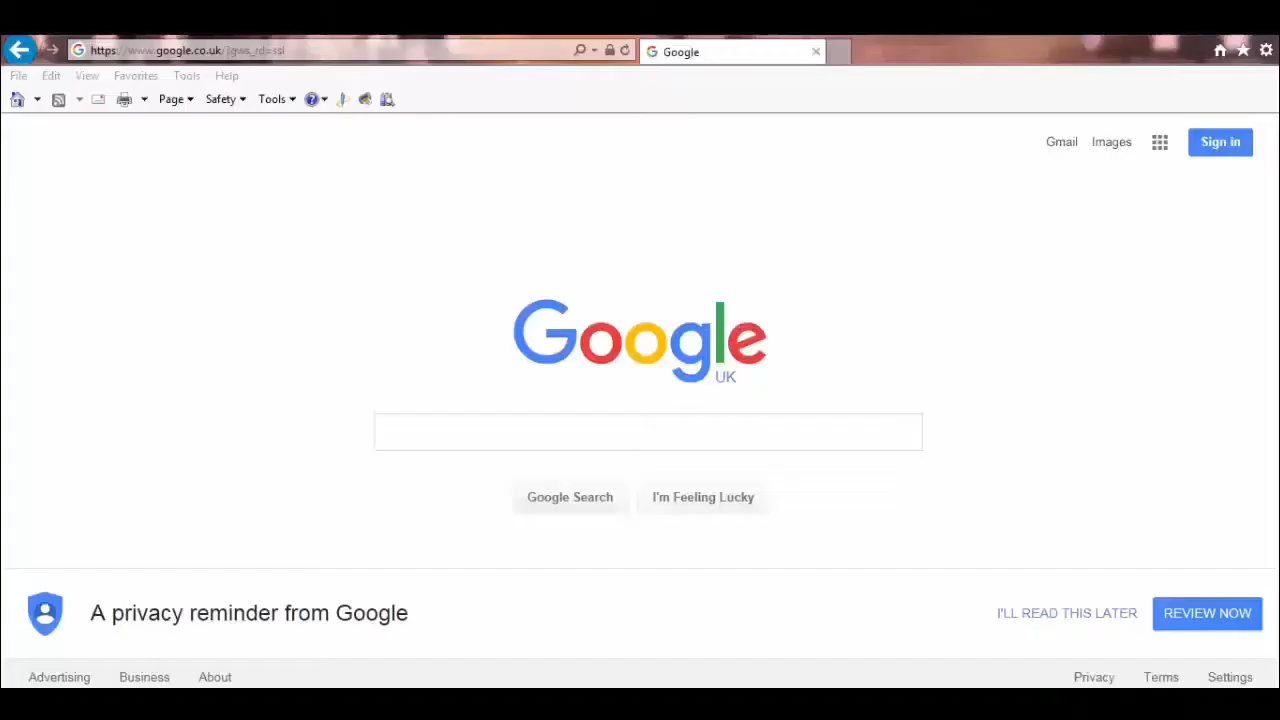 https://www.google.co.uk/?gws_rd=ssl
Google
File Edit View Favorites Tools Help
Page Safety Tools
Gmail Images Sign in
Google
UK
Google Search I'm Feeling Lucky
A privacy reminder from Google I'LL READ THIS LATER REVIEW NOW
Advertising Business About Privacy Terms Settings